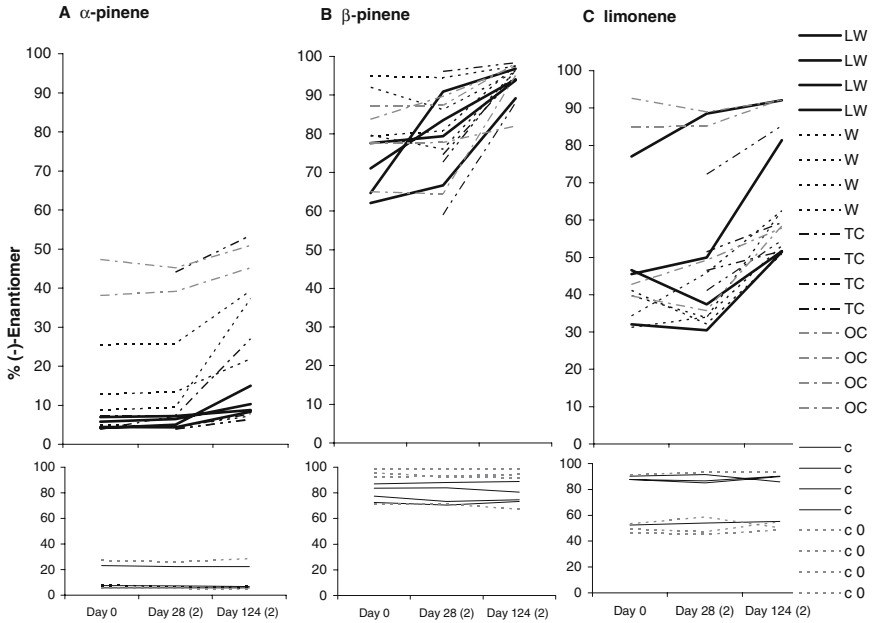 A α-pinene
B β-pinene
C limonene
% (-)-Enantiomer
100
90
80
70
60
50
40
30
20
10
0
100
90
80
70
60
50
40
30
20
10
0
100
90
80
70
60
50
40
30
20
10
0
LW
LW
LW
LW
W
W
W
W
TC
TC
TC
TC
OC
OC
OC
OC
c
c
c
c
c 0
c 0
c 0
c 0
100
80
60
40
20
0
100
80
60
40
20
0
100
80
60
40
20
0
Day 0
Day 28 (2)
Day 124 (2)
Day 0
Day 28 (2)
Day 124 (2)
Day 0
Day 28 (2)
Day 124 (2)